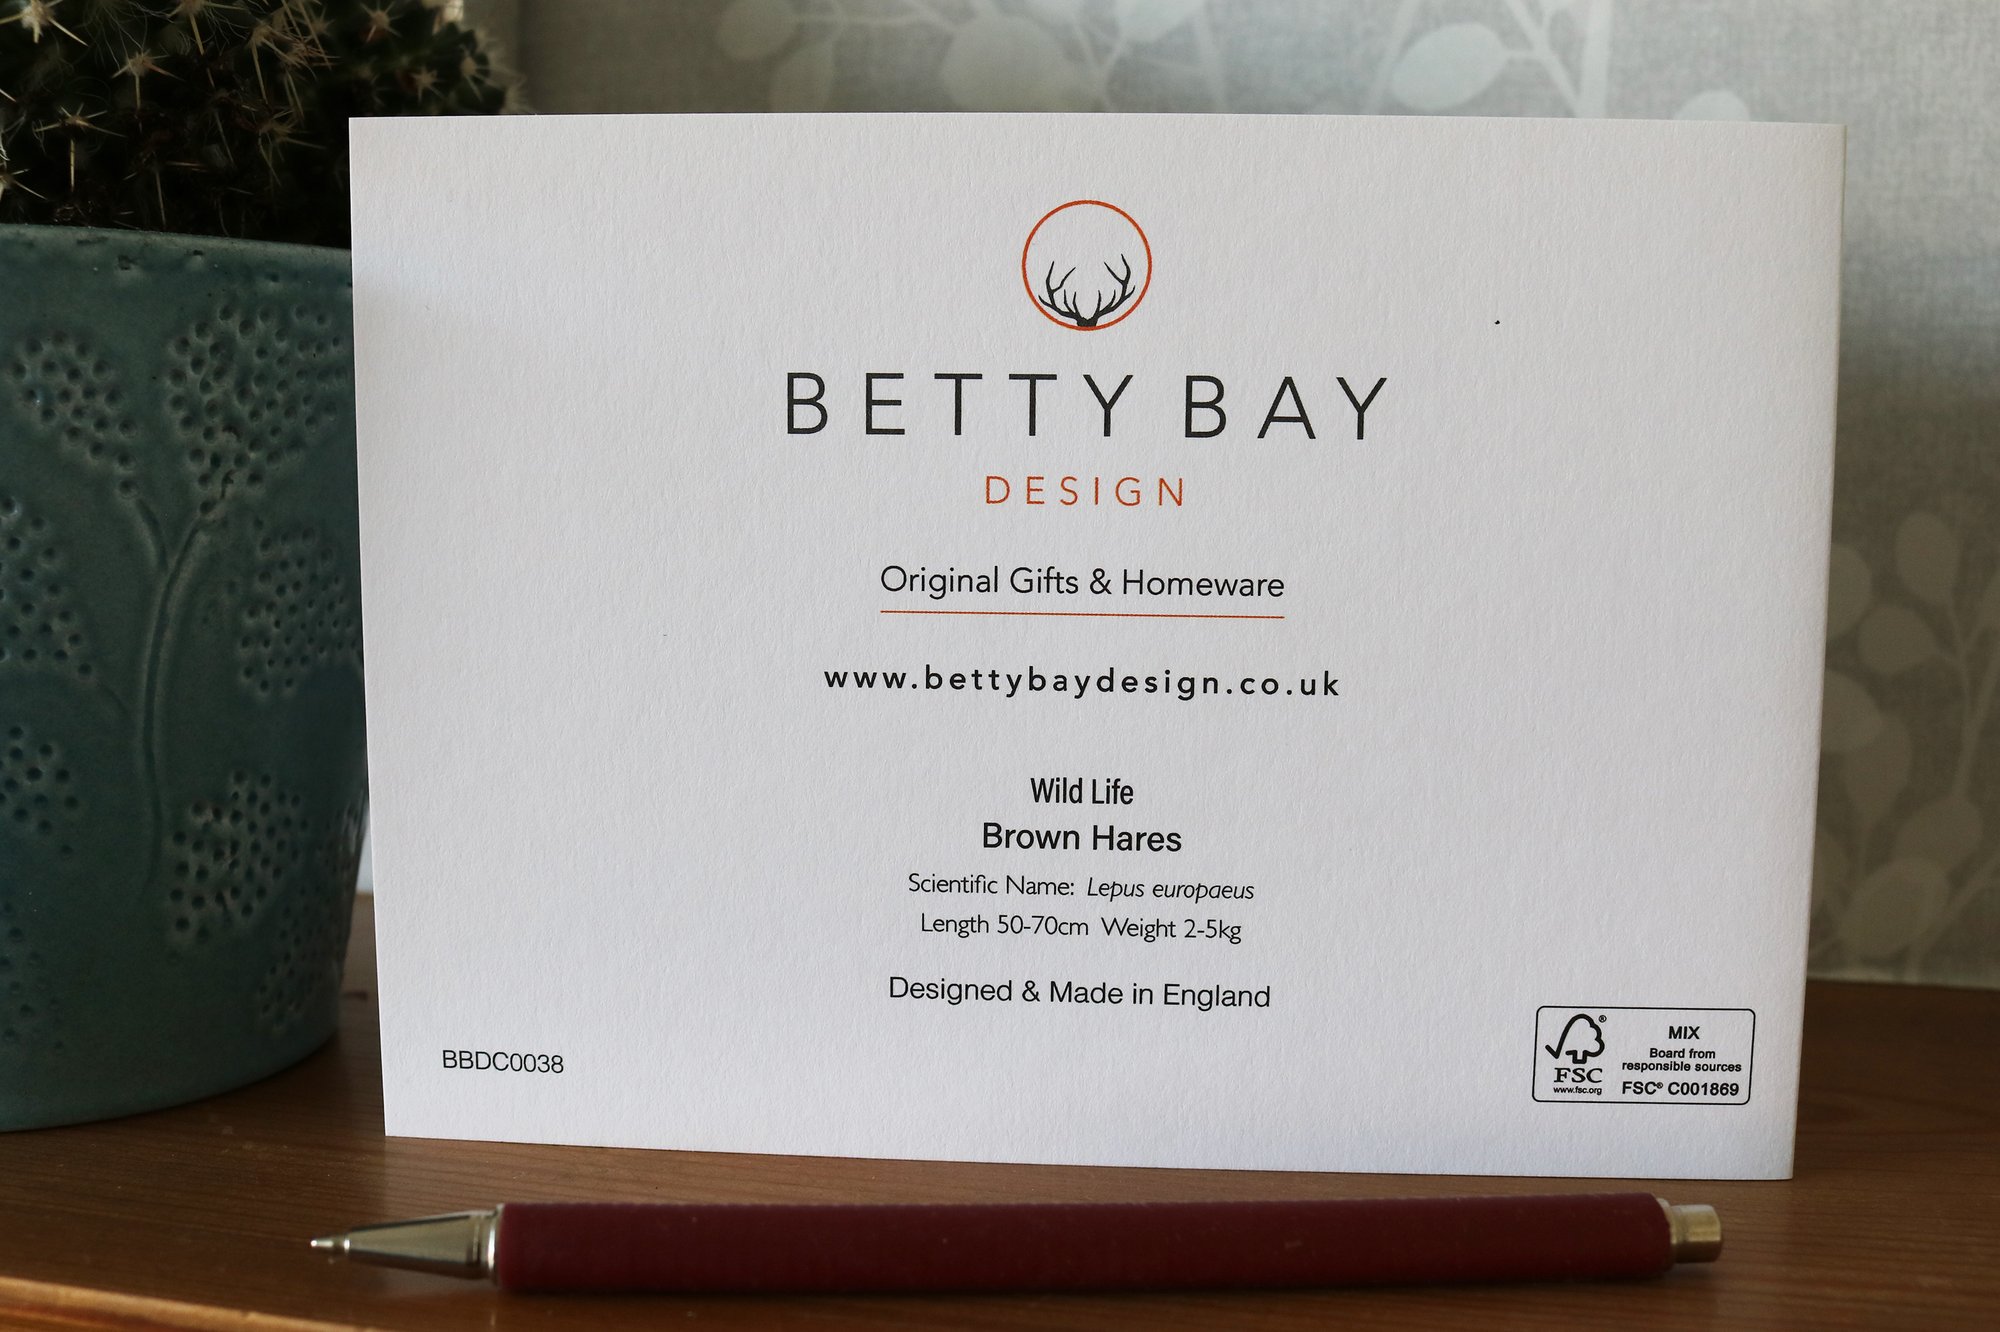 BETTY BAY
DESIGN
Original Gifts & Homeware
www.bettybaydesign.co.uk
Wild Life
Brown Hares
Scientific Name: Lepus europaeus
Length 50-70cm Weight 2-5kg
Designed & Made in England
BBDC0038
®
FSC
www.fsc.org
MIX
Board from
responsible sources
FSC® C001869